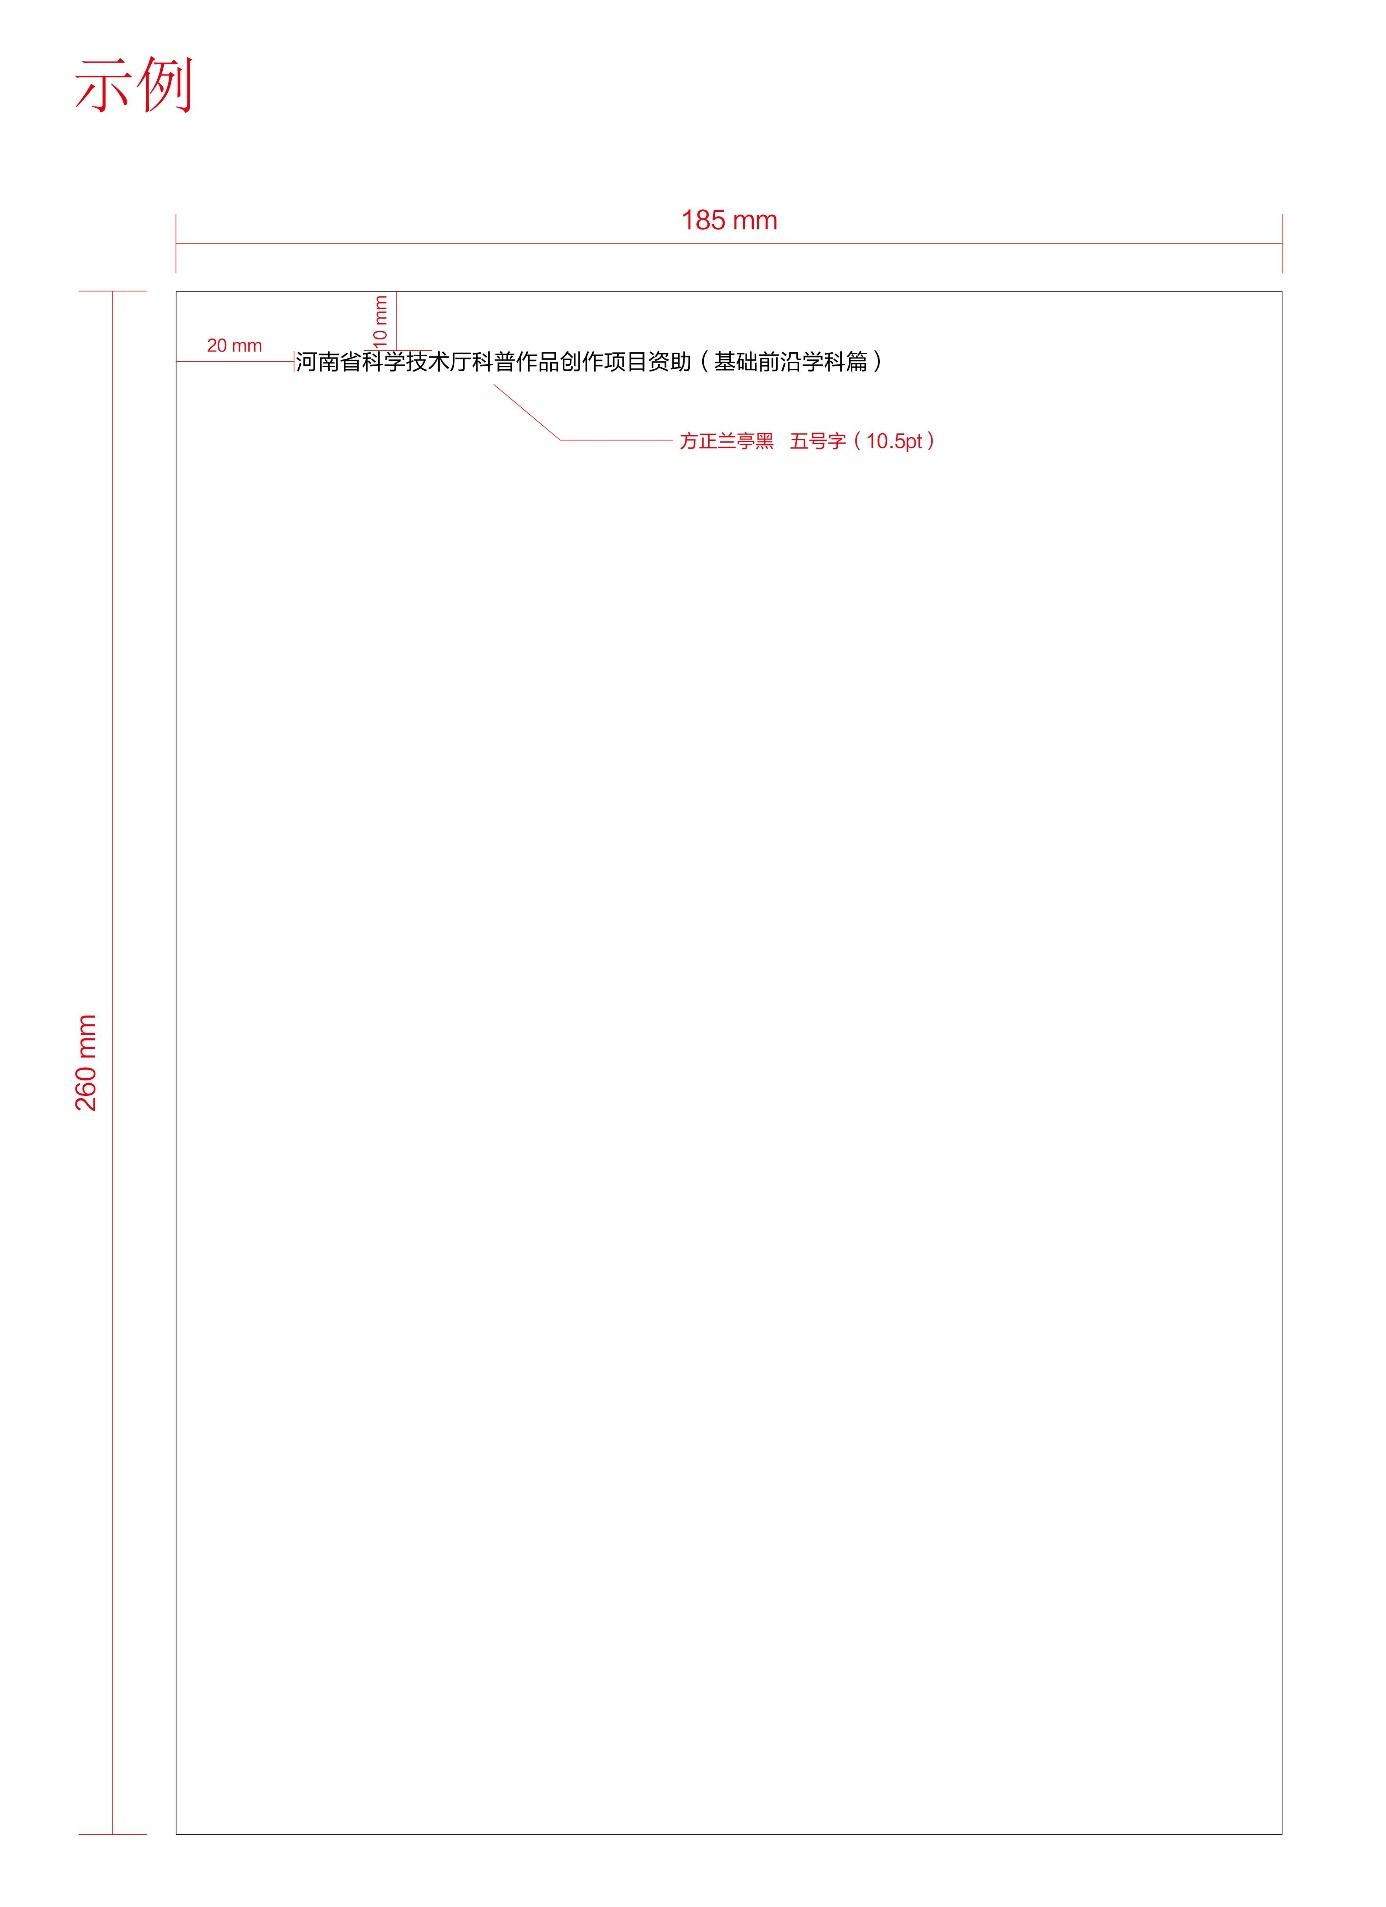 示例
185 mm
10 mm
20 mm
河南省科学技术厅科普作品创作项目资助（基础前沿学科篇）
方正兰亭黑 五号字（10.5pt）
260 mm